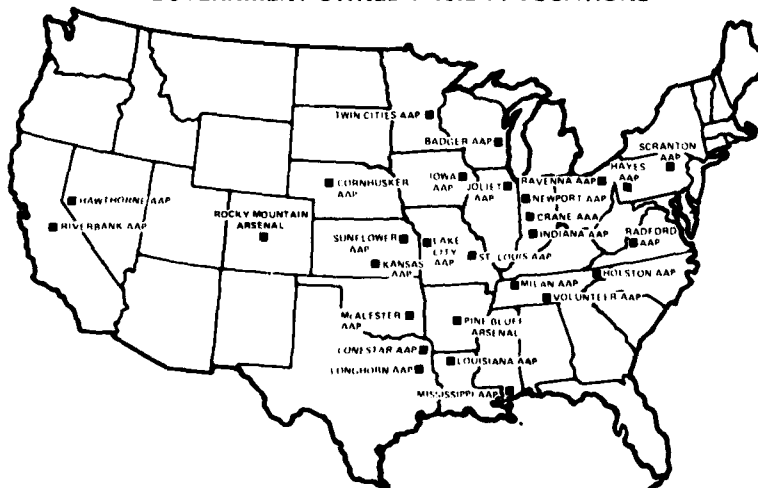 TWIN CITIES AAP
BADGER AAP
SCRANTON
AAP
HAYES
AAP
RAVENNA AAP
IOWA
AAP
JOLIET
AAP
CORNHUSKER
AAP
NEWPORT AAP
HAWTHORNE AAP
CRANE AAA
ROCKY MOUNTAIN
ARSENAL
RIVERBANK AAP
INDIANA AAP
RADFORD
AAP
SUNFLOWER
AAP
LAKE
CITY
AAP
ST. LOUIS AAP
KANSAS
AAP
HOLSTON AAP
MILAN AAP
VOLUNTEER AAP
McALESTER
AAP
PINE BLUFF
ARSENAL
LONESTAR AAP
LOUISIANA AAP
LONGHORN AAP
MISSISSIPPI AAP